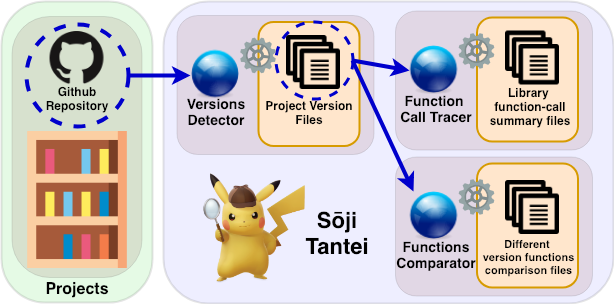 Github
Repository
Projects
Versions
Detector
Project Version
Files
Function
Call Tracer
Library
function-call
summary files
Sōji
Tantei
Functions
Comparator
Different
version functions
comparison files